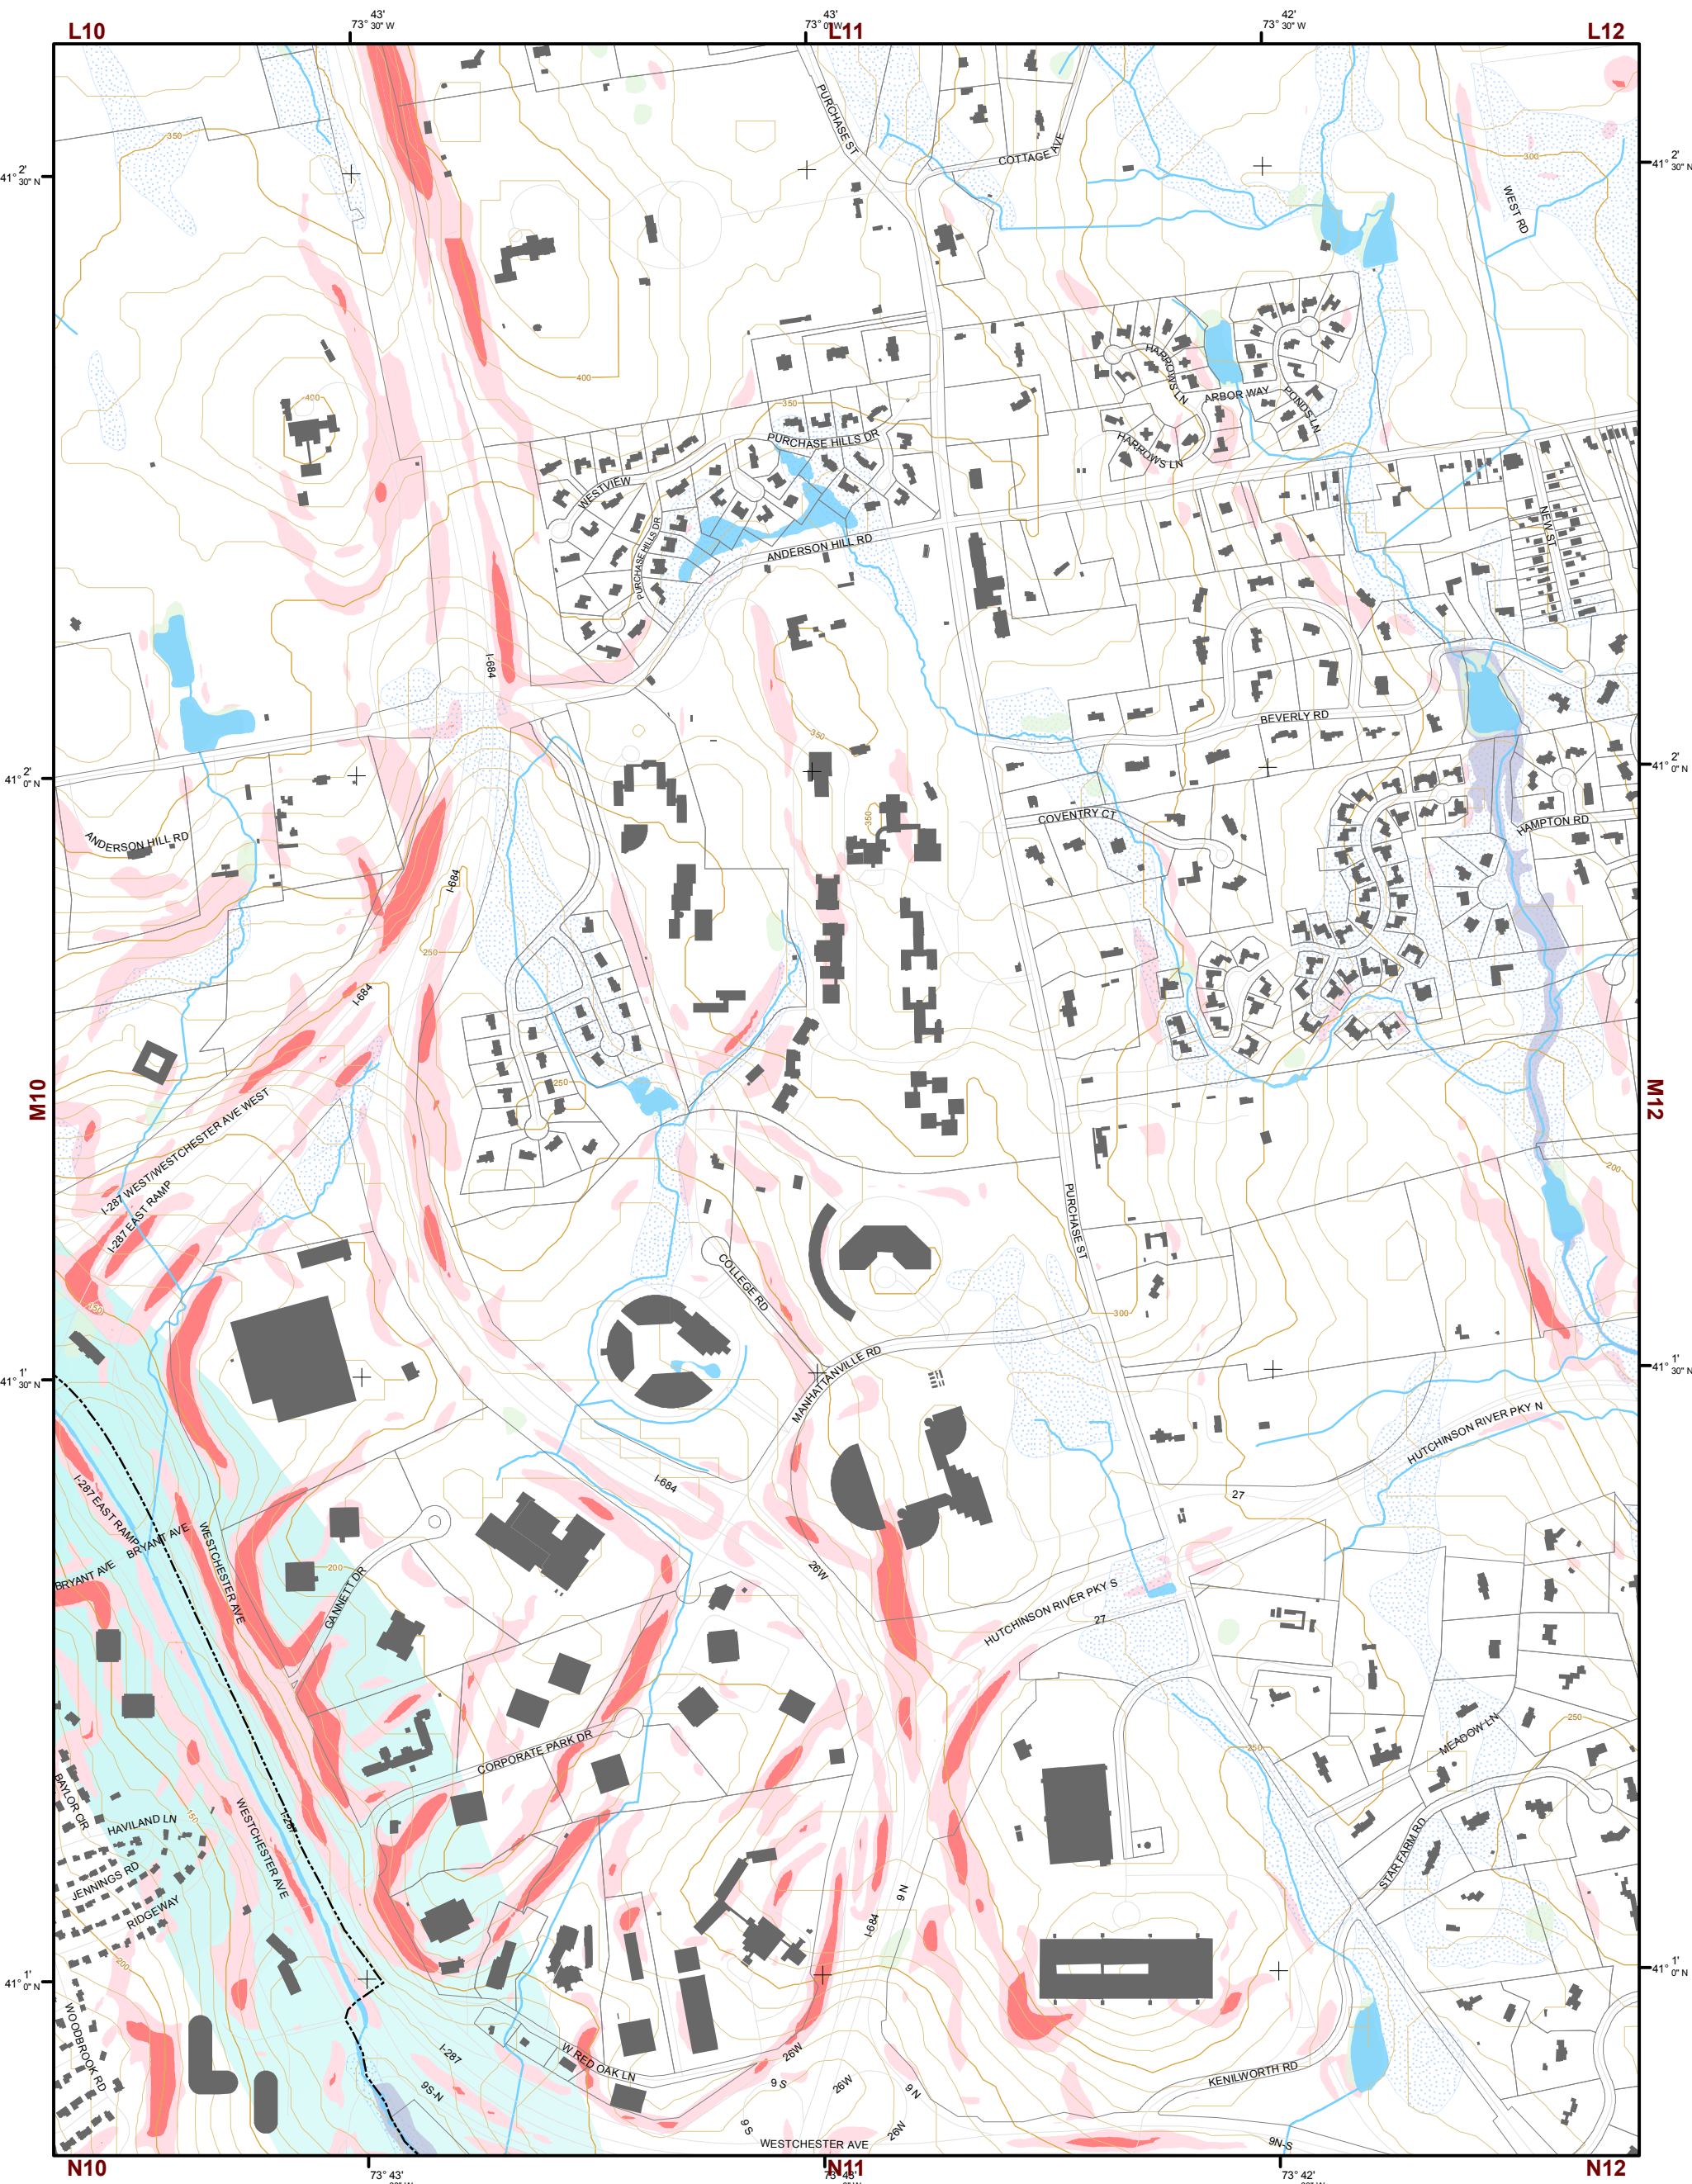 43'
73° 30" W
43'
73° 0" W
42'
73° 30" W
L10
L11
L12
PURCHASE ST
COTTAGE AVE
350
300
41° 2' 30" N
41° 2' 30" N
WEST RD
400
HARROWS LN
ARBOR WAY
PONDS LN
400
350
PURCHASE HILLS DR
HARROWS LN
WESTVIEW
NEW ST
PURCHASE HILLS DR
ANDERSON HILL RD
I-684
BEVERLY RD
350
41° 2' 0" N
41° 2' 0" N
COVENTRY CT
350
HAMPTON RD
ANDERSON HILL RD
I-684
250
I-684
250
M10
M12
I-287 WEST/WESTCHESTER AVE WEST
200
I-287 EAST RAMP
PURCHASE ST
COLLEGE RD
150
300
MANHATTANVILLE RD
41° 1' 30" N
41° 1' 30" N
HUTCHINSON RIVER PKY N
I-684
27
I-287 EAST RAMP
BRYANT AVE
BRYANT AVE
WESTCHESTER AVE
200
GANNETT DR
26W
HUTCHINSON RIVER PKY S
27
250
MEADOW LN
250
CORPORATE PARK DR
BAYLOR CIR
150
I-287
HAVILAND LN
WESTCHESTER AVE
STAR FARM RD
JENNINGS RD
RIDGEWAY
9 N
I-684
200
41° 1' 0" N
41° 1' 0" N
WOODBROOK RD
I-287
W RED OAK LN
26W
KENILWORTH RD
9S-N
9 S
26W
9 N
9 S
26W
WESTCHESTER AVE
9N-S
N10
N11
N12
73° 43'
73° 43'
73° 42'